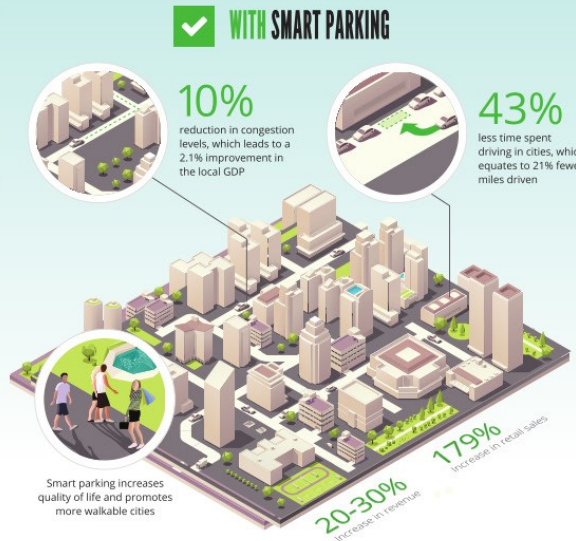 WITH SMART PARKING
10%
reduction in congestion
levels, which leads to a
2.1% improvement in
the local GDP
43%
less time spent
driving in cities, whic
equates to 21% fewe
miles driven
Smart parking increases
quality of life and promotes
more walkable cities
20-30%
Increase in revenue
179%
Increase in retail sales